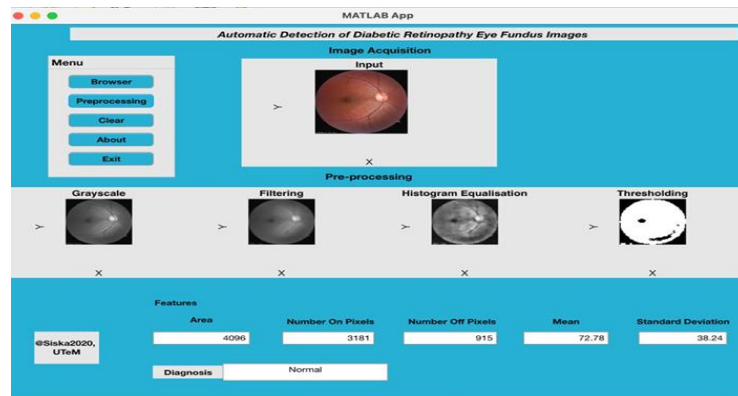 MATLAB App
Automatic Detection of Diabetic Retinopathy Eye Fundus Images
Image Acquisition
Menu
Browser
Preprocessing
Clear
About
Exit
Input
Y
X
Pre-processing
Grayscale Filtering Histogram Equalisation Thresholding
Y Y Y Y
X X X X
Features
Area Number On Pixels Number Off Pixels Mean Standard Deviation
4096 3181 915 72.78 38.24
@Siska2020,
UTeM
Diagnosis Normal